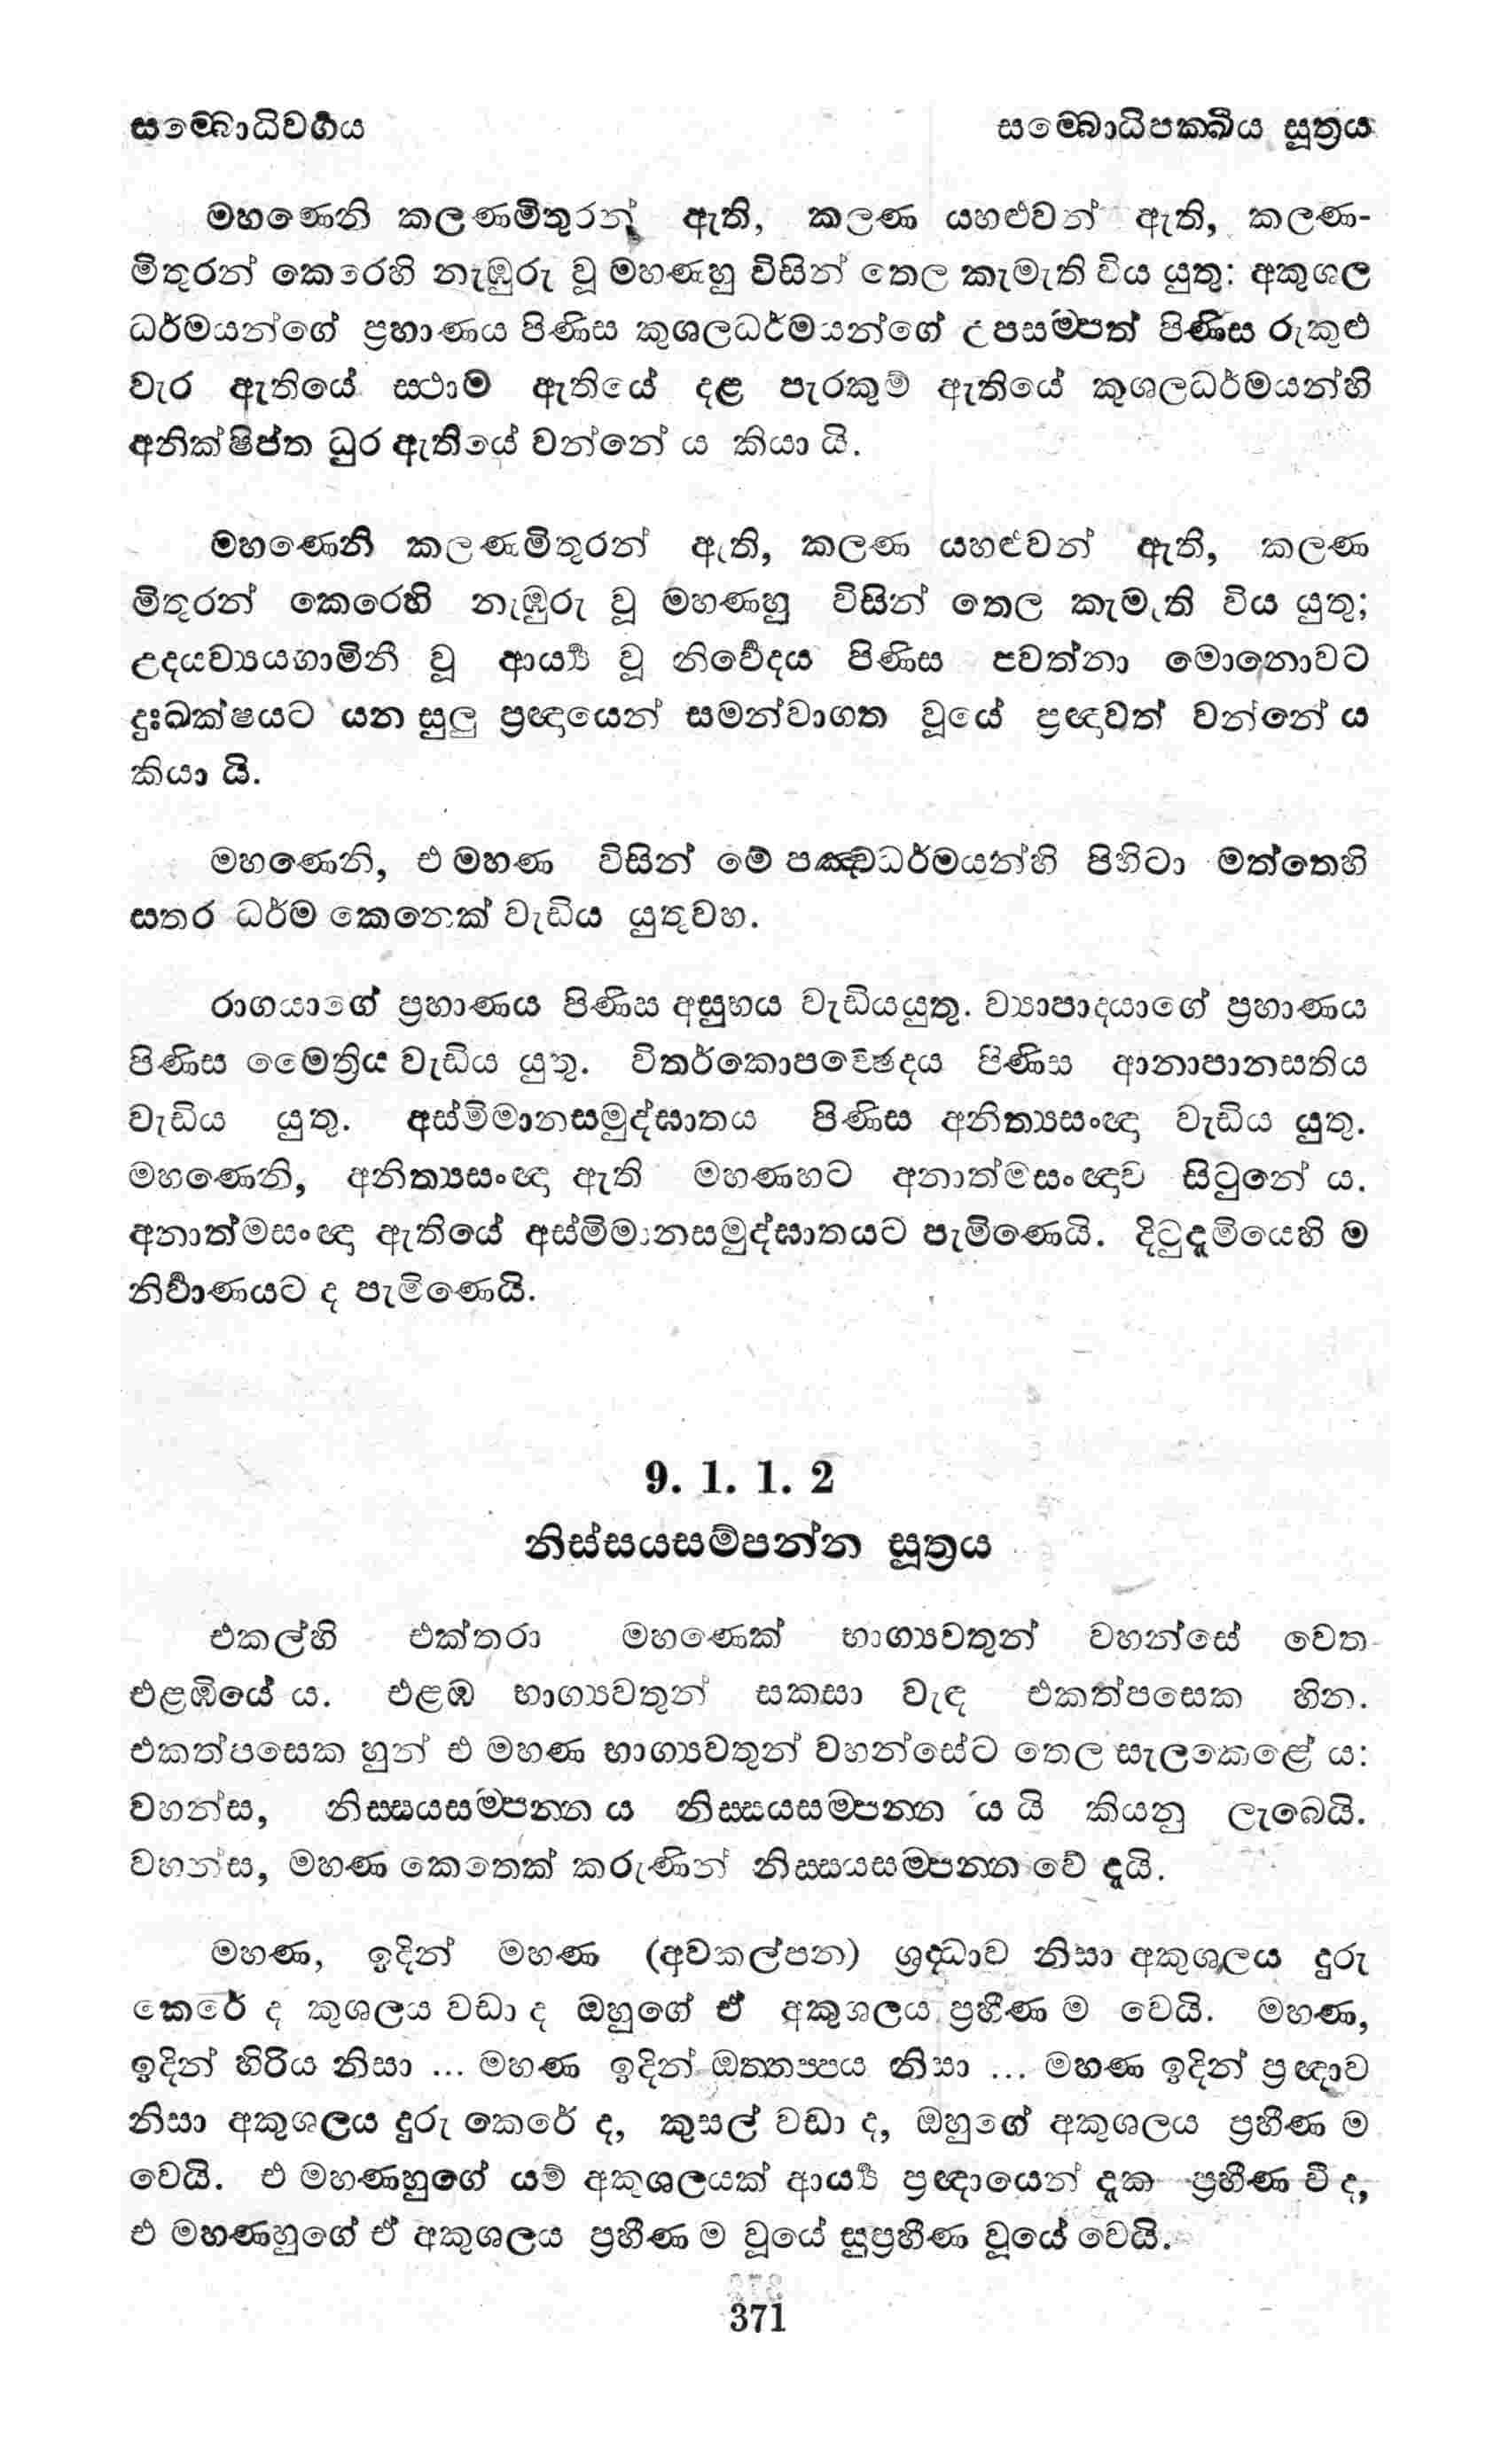 සම්බොධිවර්ගය සම්බොධිපක්ඛිය සූත්‍රය
මහණෙනි කලණමිතුරන් ඇති, කලණ යහළුවන් ඇති, කලණ-
මිතුරන් කෙරෙහි නැඹුරු වූ මහණහු විසින් තෙල කැමැති විය යුතු: අකුශල
ධර්මයන්ගේ ප්‍රහාණය පිණිස කුශලධර්මයන්ගේ උපසම්පත් පිණිස රුකුළු
වැර ඇතියේ ස්ථාම ඇතියේ දළ පැරකුම් ඇතියේ කුශලධර්මයන්හි
අනික්ෂිප්ත ධුර ඇතියේ වන්නේ ය කියා යි.
මහණෙනි කලණමිතුරන් ඇති, කලණ යහළුවන් ඇති, කලණ
මිතුරන් කෙරෙහි නැඹුරු වූ මහණහු විසින් තෙල කැමැති විය යුතු;
උදයව්‍යයගාමිනී වූ ආර්‍ය්‍ය වූ නිර්වේදය පිණිස පවත්නා මොනොවට
දුඃඛක්ෂයට යන සුලු ප්‍රඥායෙන් සමන්වාගත වූයේ ප්‍රඥාවත් වන්නේ ය
කියා යි.
මහණෙනි, එ මහණ විසින් මේ පඤ්චධර්මයන්හි පිහිටා මත්තෙහි
සතර ධර්ම කෙනෙක් වැඩිය යුතුවහ.
රාගයාගේ ප්‍රහාණය පිණිස අසුභය වැඩියයුතු. ව්‍යාපාදයාගේ ප්‍රහාණය
පිණිස මෛත්‍රිය වැඩිය යුතු. විතර්කොපච්ඡෙදය පිණිස ආනාපානසතිය
වැඩිය යුතු. අස්මිමානසමුද්ඝාතය පිණිස අනිත්‍යසංඥා වැඩිය යුතු.
මහණෙනි, අනිත්‍යසංඥා ඇති මහණහට අනාත්මසංඥාව සිටුනේ ය.
අනාත්මසංඥා ඇතියේ අස්මිමානසමුද්ඝාතයට පැමිණෙයි. දිටුදැමියෙහි ම
නිර්වාණයට ද පැමිණෙයි.
9. 1. 1. 2
නිස්සයසම්පන්න සූත්‍රය
එකල්හි එක්තරා මහණෙක් භාග්‍යවතුන් වහන්සේ වෙත
එළඹියේ ය. එළඹ භාග්‍යවතුන් සකසා වැඳ එකත්පසෙක හින.
එකත්පසෙක හුන් එ මහණ භාග්‍යවතුන් වහන්සේට තෙල සැලකෙළේ ය:
වහන්ස, නිස්සයසම්පන්න ය නිස්සයසම්පන්න ය යි කියනු ලැබෙයි.
වහන්ස, මහණ කෙතෙක් කරුණින් නිස්සයසම්පන්න වේ දැයි.
මහණ, ඉදින් මහණ (අවකල්පන) ශ්‍රද්ධාව නිසා අකුශලය දුරු
කෙරේ ද කුශලය වඩා ද ඔහුගේ ඒ අකුශලය ප්‍රහීණ ම වෙයි. මහණ,
ඉදින් හිරිය නිසා ... මහණ ඉදින් ඔත්තප්පය නිසා ... මහණ ඉදින් ප්‍රඥාව
නිසා අකුශලය දුරු කෙරේ ද, කුසල් වඩා ද, ඔහුගේ අකුශලය ප්‍රහීණ ම
වෙයි. එ මහණහුගේ යම් අකුශලයක් ආර්‍ය්‍ය ප්‍රඥායෙන් දැක ප්‍රහීණ වී ද,
එ මහණහුගේ ඒ අකුශලය ප්‍රහීණ ම වූයේ සුප්‍රහීණ වූයේ වෙයි.
371